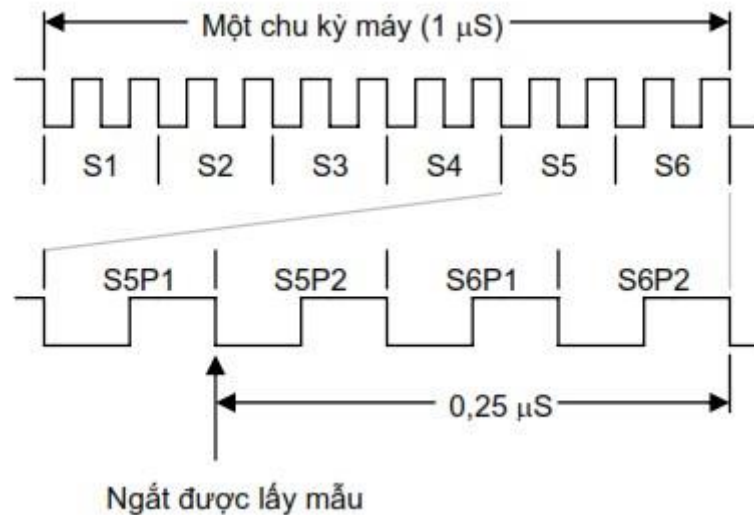 Một chu kỳ máy (1 μS)
S1 S2 S3 S4 S5 S6
S5P1 S5P2 S6P1 S6P2
0,25 μS
Ngắt được lấy mẫu